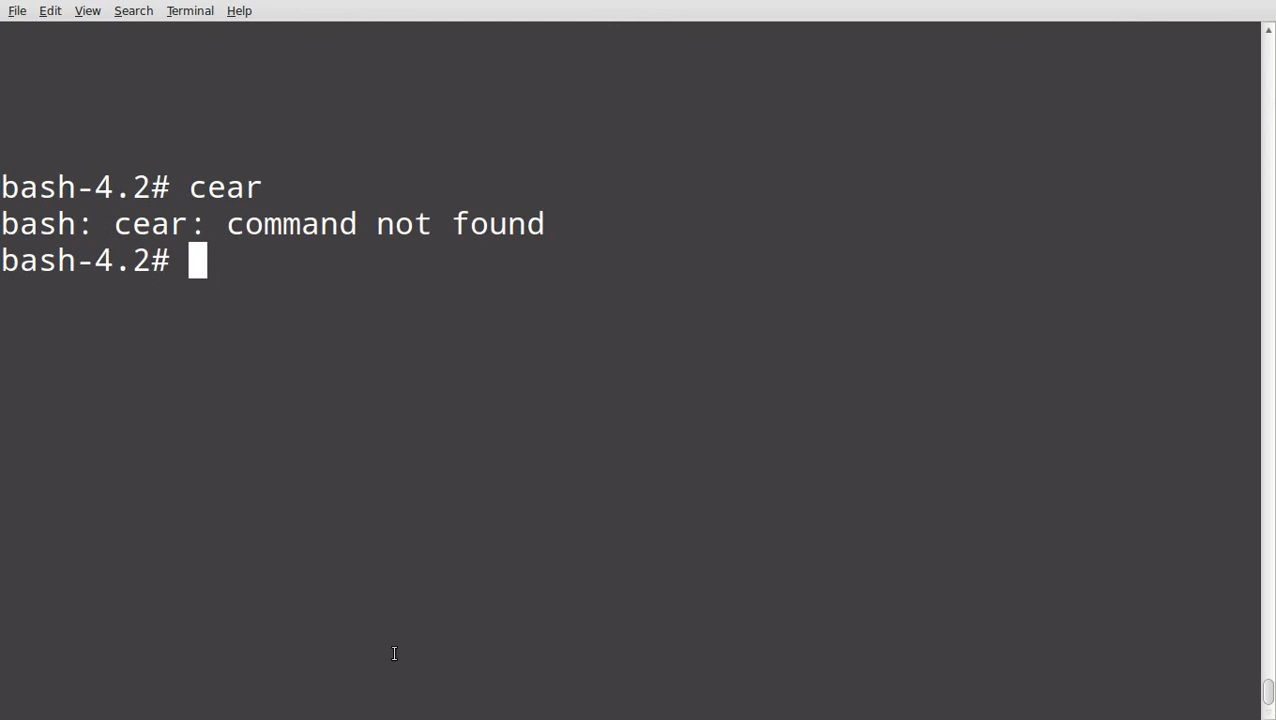 File Edit View Search Terminal Help
bash-4.2# cear
bash: cear: command not found
bash-4.2#